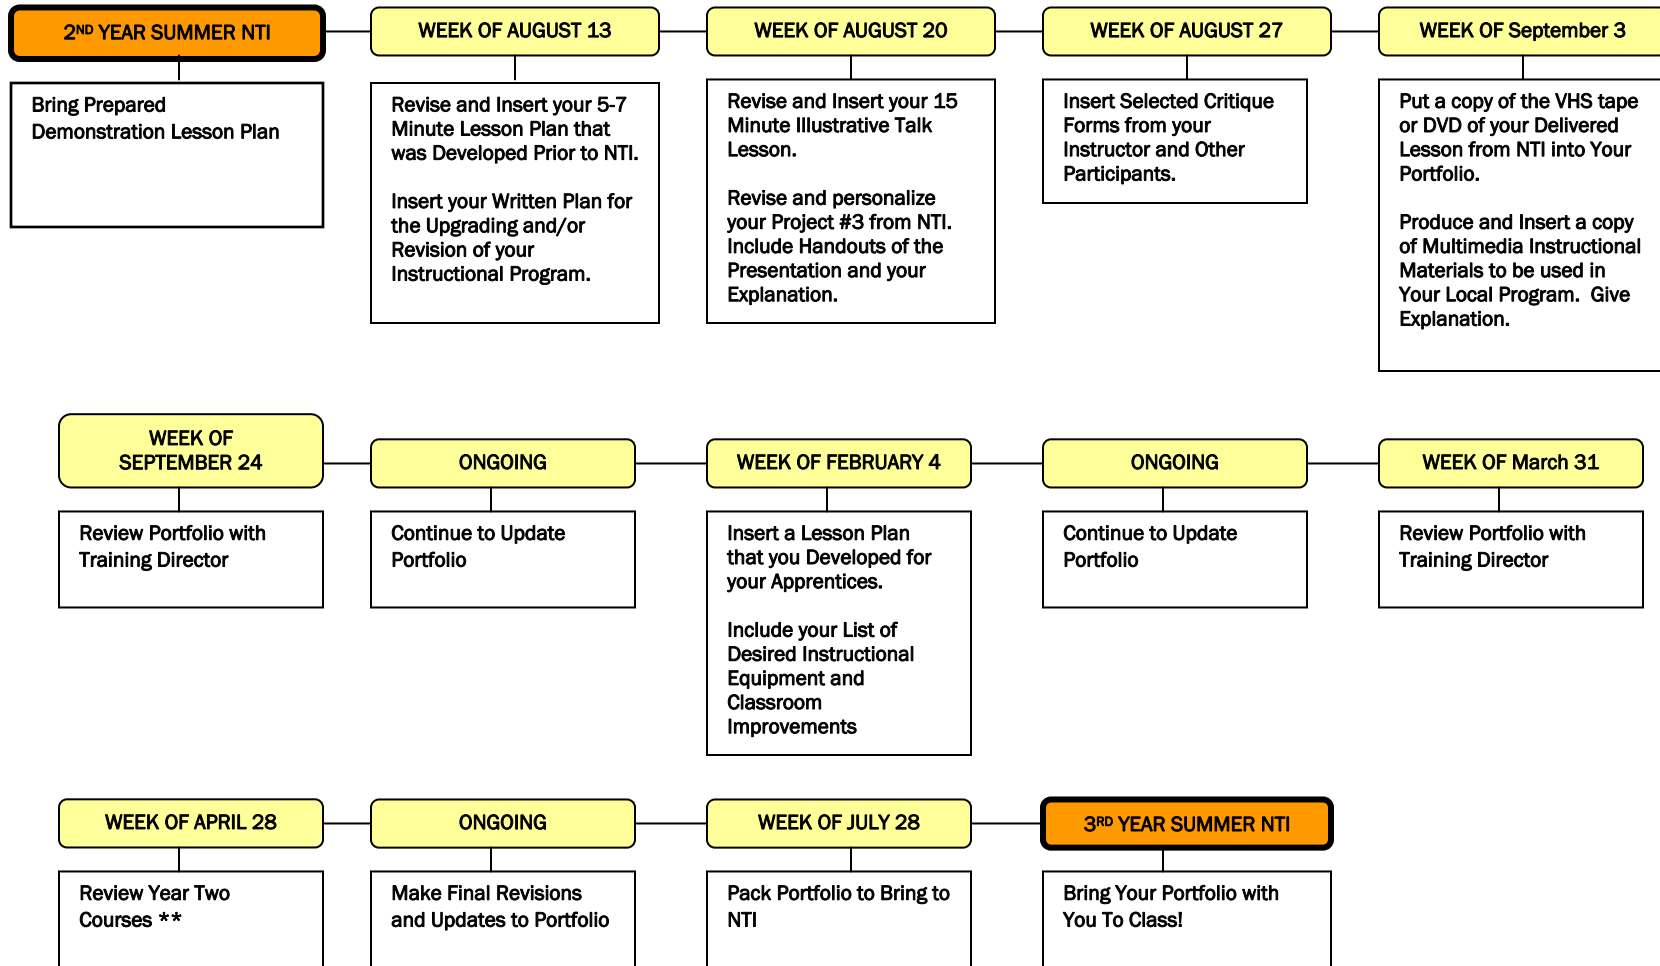 2ND YEAR SUMMER NTI
WEEK OF AUGUST 13
WEEK OF AUGUST 20
WEEK OF AUGUST 27
WEEK OF September 3
Bring Prepared
Demonstration Lesson Plan
Revise and Insert your 5-7
Minute Lesson Plan that
was Developed Prior to NTI.
Insert your Written Plan for
the Upgrading and/or
Revision of your
Instructional Program.
Revise and Insert your 15
Minute Illustrative Talk
Lesson.
Revise and personalize
your Project #3 from NTI.
Include Handouts of the
Presentation and your
Explanation.
Insert Selected Critique
Forms from your
Instructor and Other
Participants.
Put a copy of the VHS tape
or DVD of your Delivered
Lesson from NTI into Your
Portfolio.
Produce and Insert a copy
of Multimedia Instructional
Materials to be used in
Your Local Program.  Give
Explanation.
WEEK OF
SEPTEMBER 24
ONGOING
WEEK OF FEBRUARY 4
ONGOING
WEEK OF March 31
Review Portfolio with
Training Director
Continue to Update
Portfolio
Insert a Lesson Plan
that you Developed for
your Apprentices.
Include your List of
Desired Instructional
Equipment and
Classroom
Improvements
Continue to Update
Portfolio
Review Portfolio with
Training Director
WEEK OF APRIL 28
ONGOING
WEEK OF JULY 28
3RD YEAR SUMMER NTI
Review Year Two
Courses **
Make Final Revisions
and Updates to Portfolio
Pack Portfolio to Bring to
NTI
Bring Your Portfolio with
You To Class!